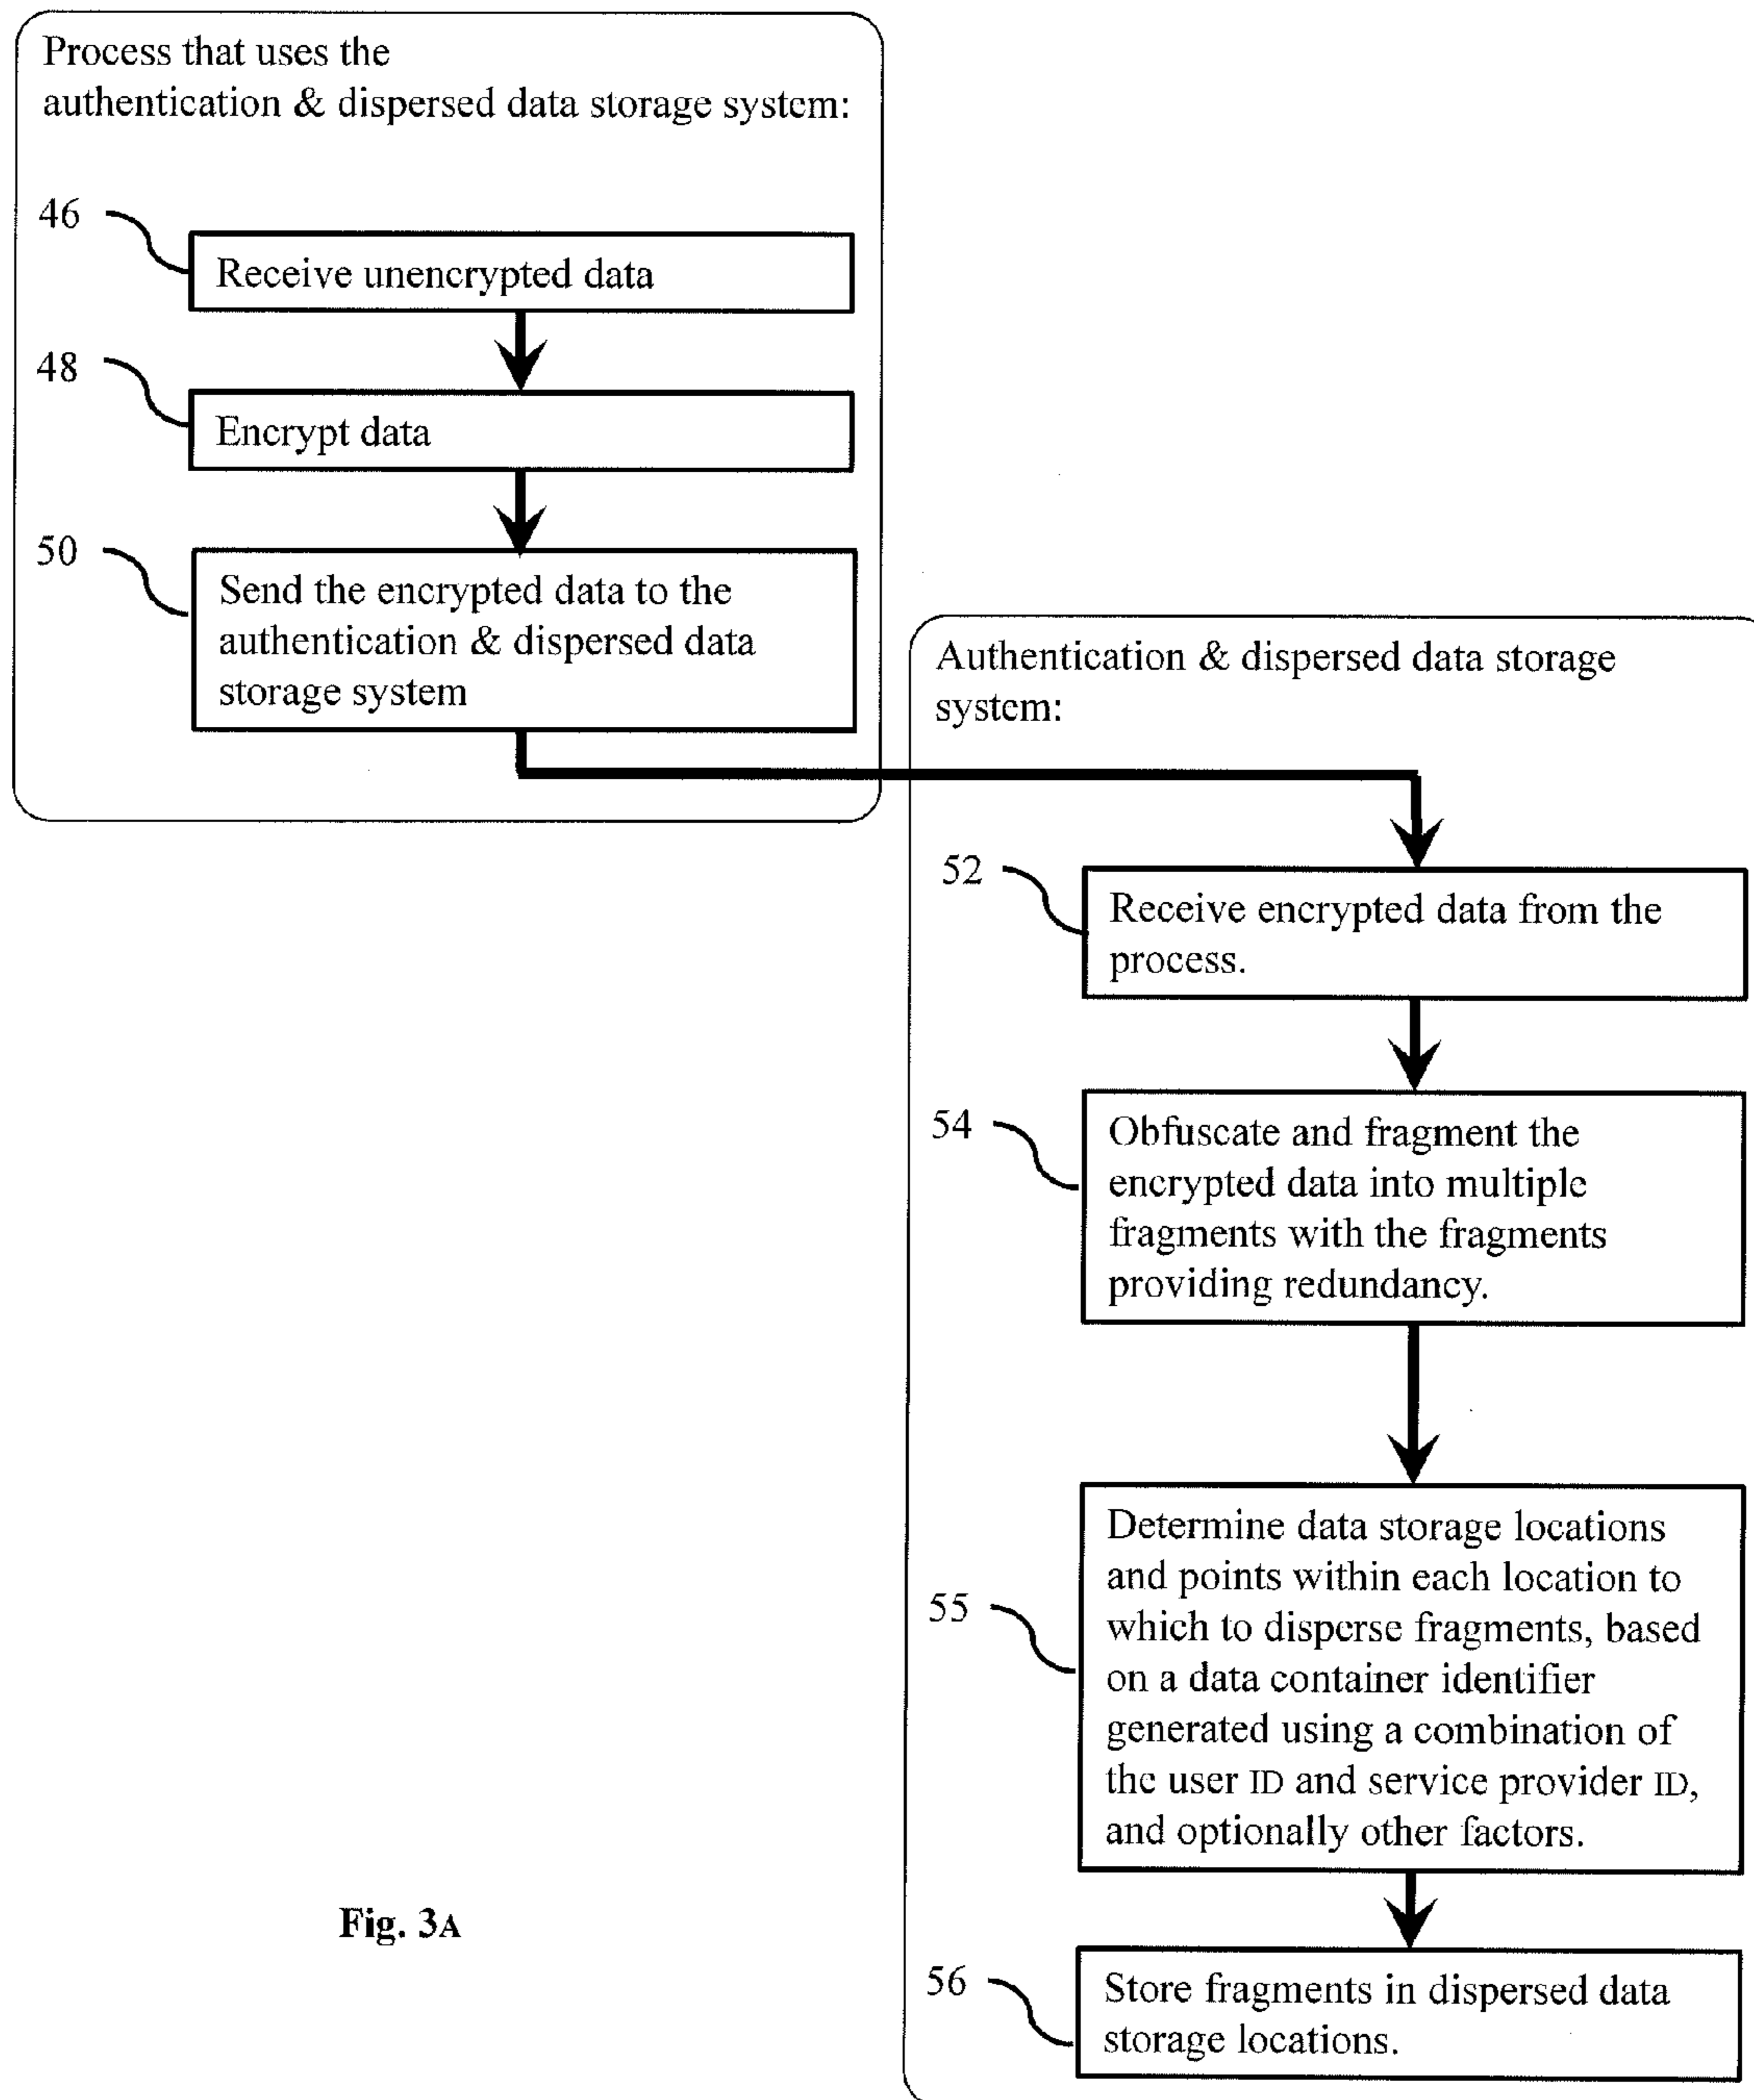 Process that uses the
authentication & dispersed data storage system:
46
Receive unencrypted data
48
Encrypt data
50
Send the encrypted data to the
authentication & dispersed data
storage system
Authentication & dispersed data storage
system:
52
Receive encrypted data from the
process.
54
Obfuscate and fragment the
encrypted data into multiple
fragments with the fragments
providing redundancy.
55
Determine data storage locations
and points within each location to
which to disperse fragments, based
on a data container identifier
generated using a combination of
the user ID and service provider ID,
and optionally other factors.
56
Store fragments in dispersed data
storage locations.
Fig. 3A